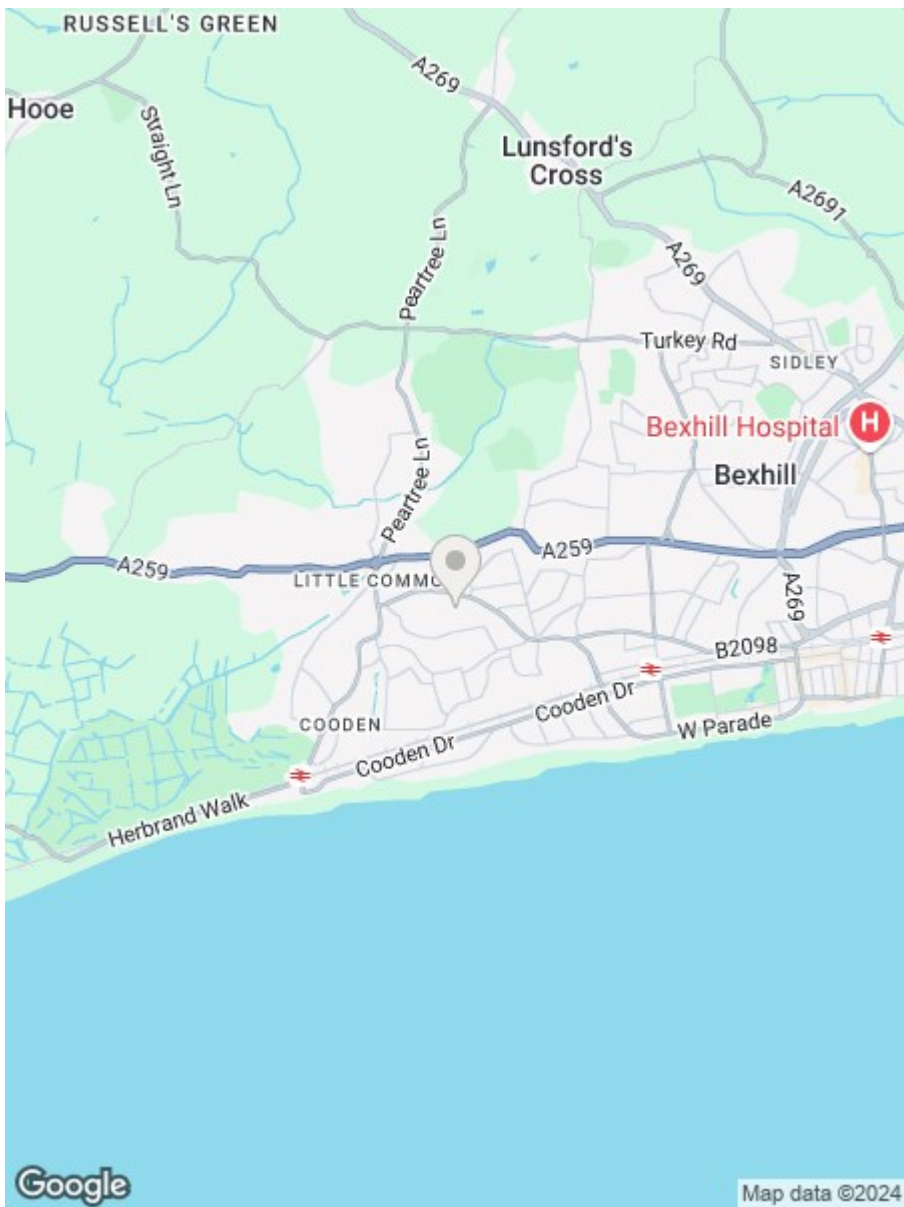 RUSSELL'S GREEN
Hooe
A269
Straight Ln
Lunsford's
Cross
A2691
A269
Peartree Ln
Turkey Rd
SIDLEY
Bexhill Hospital
H
Bexhill
Peartree Ln
A259
A259
LITTLE COMMO
A269
B2098
Cooden Dr
COODEN
W Parade
Cooden Dr
Herbrand Walk
Google
Map data ©2024